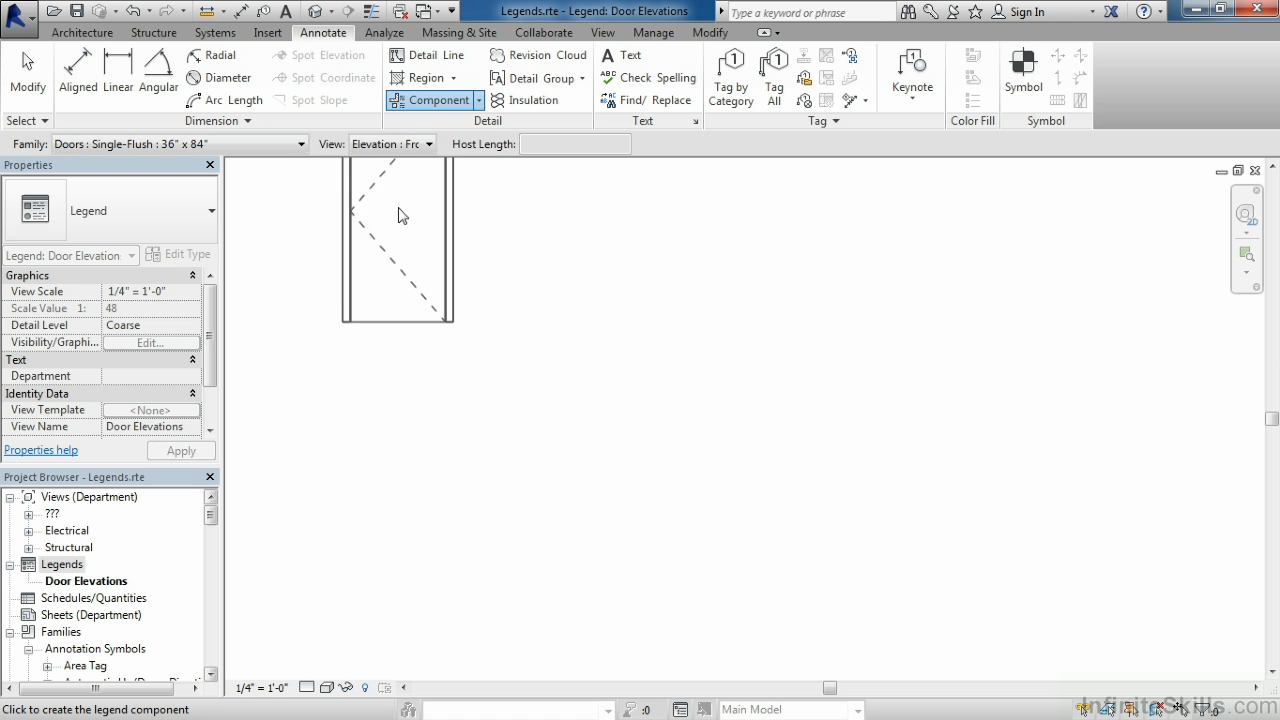 Legends.rte - Legend: Door Elevations
Type a keyword or phrase
Sign In
Architecture Structure Systems Insert Annotate Analyze Massing & Site Collaborate View Manage Modify
Modify
Aligned
Linear
Angular
Radial
Diameter
Arc Length
Spot Elevation
Spot Coordinate
Spot Slope
Detail Line
Region
Component
Revision Cloud
Detail Group
Insulation
Text
Check Spelling
Find/ Replace
Tag by Category
Tag All
Keynote
Symbol
Select Dimension Detail Text Tag Color Fill Symbol
Family: Doors : Single-Flush : 36" x 84" View: Elevation : Frc Host Length:
Properties
Legend
Legend: Door Elevation Edit Type
Graphics
View Scale 1/4" = 1'-0"
Scale Value 1: 48
Detail Level Coarse
Visibility/Graphi... Edit...
Text
Department
Identity Data
View Template <None>
View Name Door Elevations
Properties help Apply
Project Browser - Legends.rte
Views (Department)
???
Electrical
Structural
Legends
Door Elevations
Schedules/Quantities
Sheets (Department)
Families
Annotation Symbols
Area Tag
1/4" = 1'-0"
Click to create the legend component
:0
Main Model
InfiniteSkills.com
2D